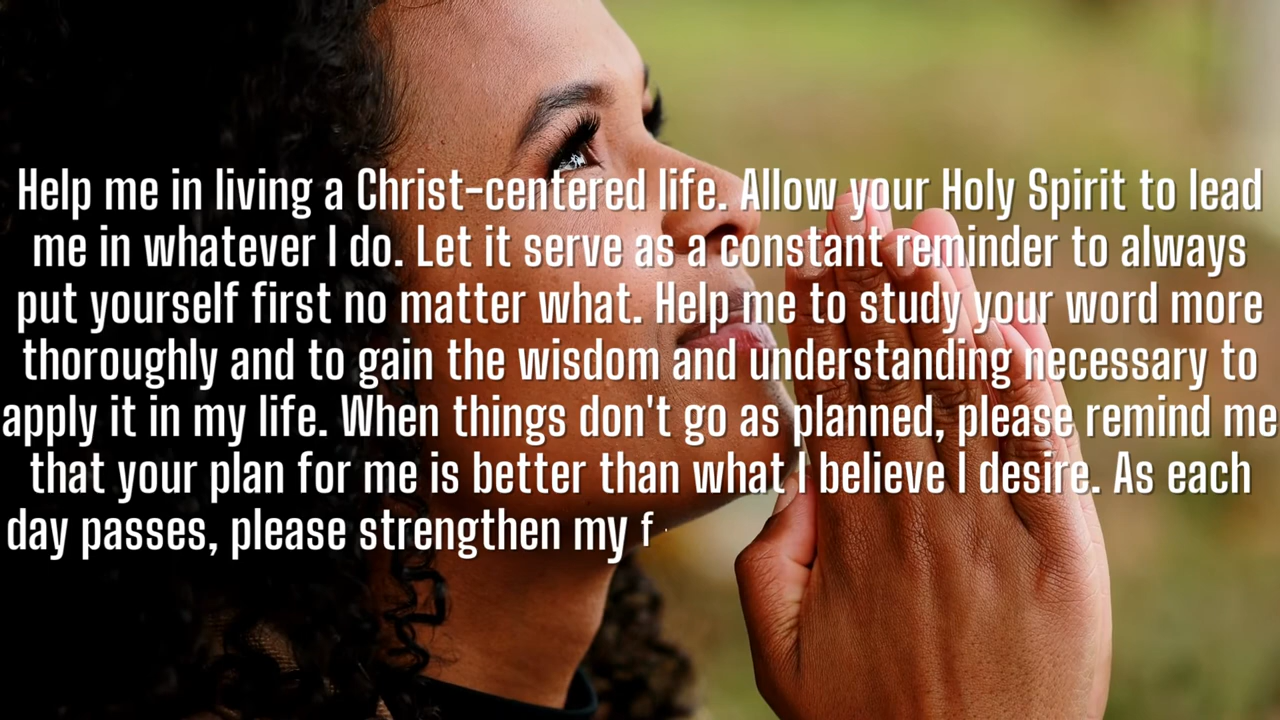 Help me in living a Christ-centered life. Allow your Holy Spirit to lead
me in whatever I do. Let it serve as a constant reminder to always
put yourself first no matter what. Help me to study your word more
thoroughly and to gain the wisdom and understanding necessary to
apply it in my life. When things don't go as planned, please remind me
that your plan for me is better than what I believe I desire. As each
day passes, please strengthen my f